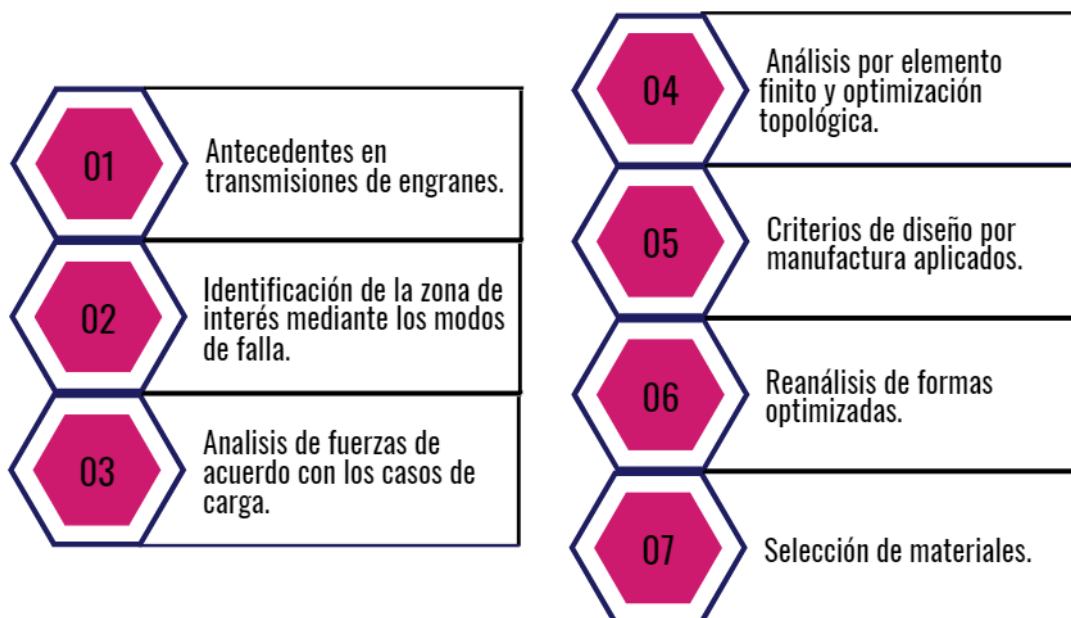 01
Antecedentes en
transmisiones de engranes.
02
Identificación de la zona de
interés mediante los modos
de falla.
03
Analisis de fuerzas de
acuerdo con los casos de
carga.
04
Análisis por elemento
finito y optimización
topológica.
05
Criterios de diseño por
manufactura aplicados.
06
Reanálisis de formas
optimizadas.
07
Selección de materiales.